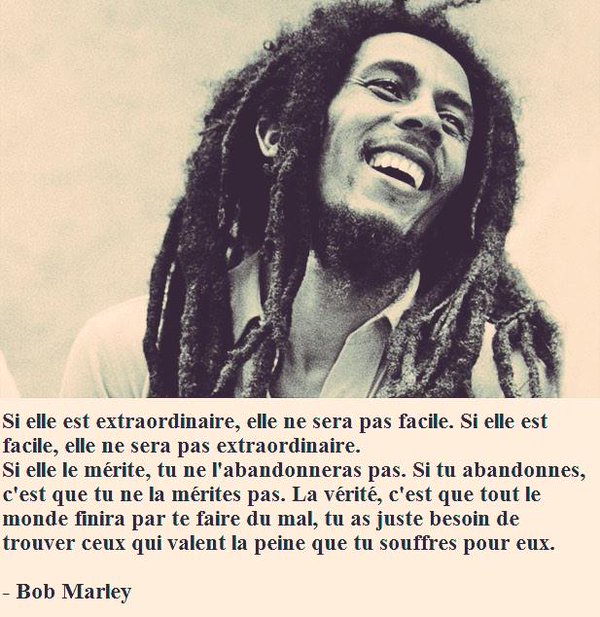 Si elle est extraordinaire, elle ne sera pas facile. Si elle est
facile, elle ne sera pas extraordinaire.
Si elle le mérite, tu ne l'abandonneras pas. Si tu abandonnes,
c'est que tu ne la mérites pas. La vérité, c'est que tout le
monde finira par te faire du mal, tu as juste besoin de
trouver ceux qui valent la peine que tu souffres pour eux.
- Bob Marley